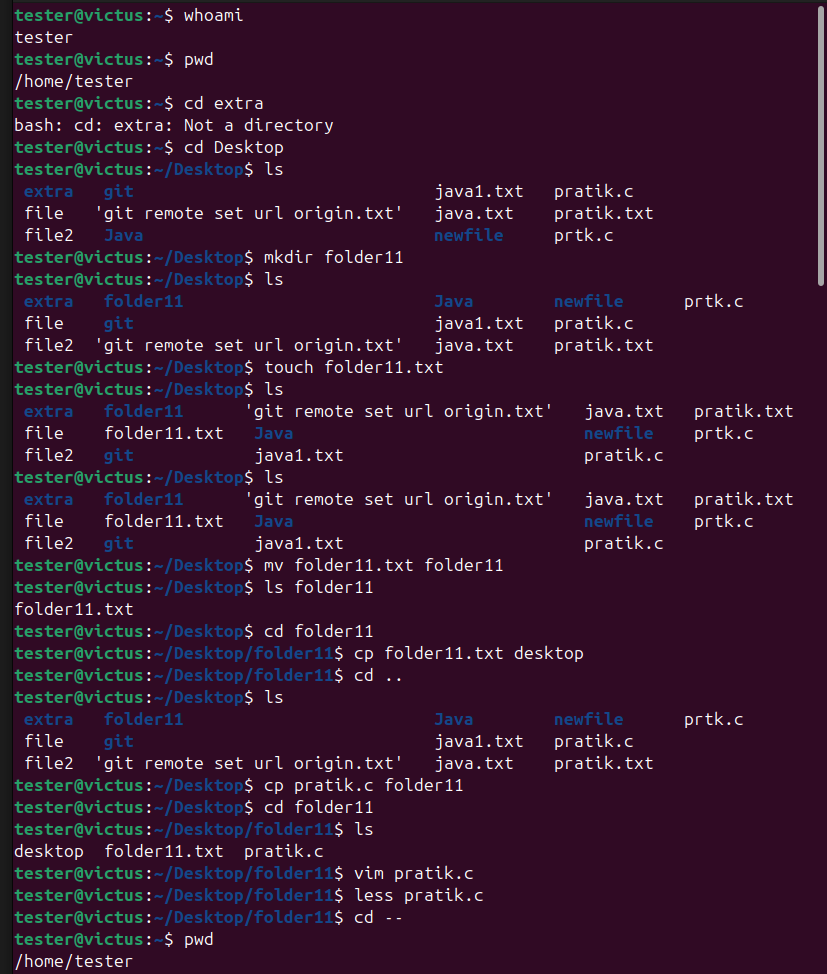 tester@victus:~$ whoami
tester
tester@victus:~$ pwd
/home/tester
tester@victus:~$ cd extra
bash: cd: extra: Not a directory
tester@victus:~$ cd Desktop
tester@victus:~/Desktop$ ls
 extra   git                              java1.txt   pratik.c
 file   'git remote set url origin.txt'   java.txt    pratik.txt
 file2   Java                             newfile     prtk.c
tester@victus:~/Desktop$ mkdir folder11
tester@victus:~/Desktop$ ls
 extra   folder11                         Java        newfile      prtk.c
 file    git                              java1.txt   pratik.c
 file2  'git remote set url origin.txt'   java.txt    pratik.txt
tester@victus:~/Desktop$ touch folder11.txt
tester@victus:~/Desktop$ ls
 extra   folder11      'git remote set url origin.txt'   java.txt   pratik.txt
 file    folder11.txt   Java                             newfile    prtk.c
 file2   git            java1.txt                        pratik.c
tester@victus:~/Desktop$ ls
 extra   folder11      'git remote set url origin.txt'   java.txt   pratik.txt
 file    folder11.txt   Java                             newfile    prtk.c
 file2   git            java1.txt                        pratik.c
tester@victus:~/Desktop$ mv folder11.txt folder11
tester@victus:~/Desktop$ ls folder11
folder11.txt
tester@victus:~/Desktop$ cd folder11
tester@victus:~/Desktop/folder11$ cp folder11.txt desktop
tester@victus:~/Desktop/folder11$ cd ..
tester@victus:~/Desktop$ ls
 extra   folder11                         Java        newfile      prtk.c
 file    git                              java1.txt   pratik.c
 file2  'git remote set url origin.txt'   java.txt    pratik.txt
tester@victus:~/Desktop$ cp pratik.c folder11
tester@victus:~/Desktop$ cd folder11
tester@victus:~/Desktop/folder11$ ls
desktop  folder11.txt  pratik.c
tester@victus:~/Desktop/folder11$ vim pratik.c
tester@victus:~/Desktop/folder11$ less pratik.c
tester@victus:~/Desktop/folder11$ cd --
tester@victus:~$ pwd
/home/tester